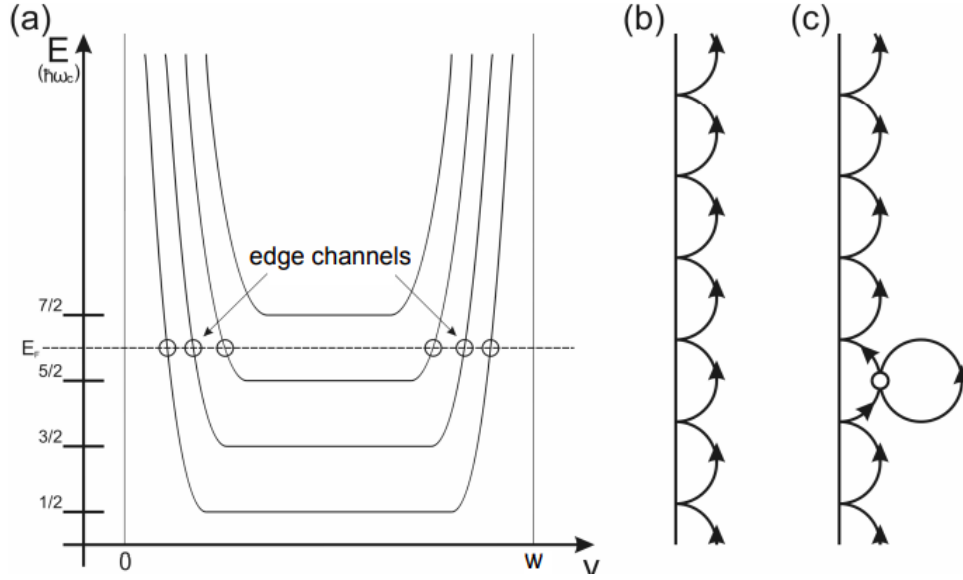 (a)
E
(ħωc)
edge channels
7/2
EF
5/2
3/2
1/2
0
W
y
(b)
(c)